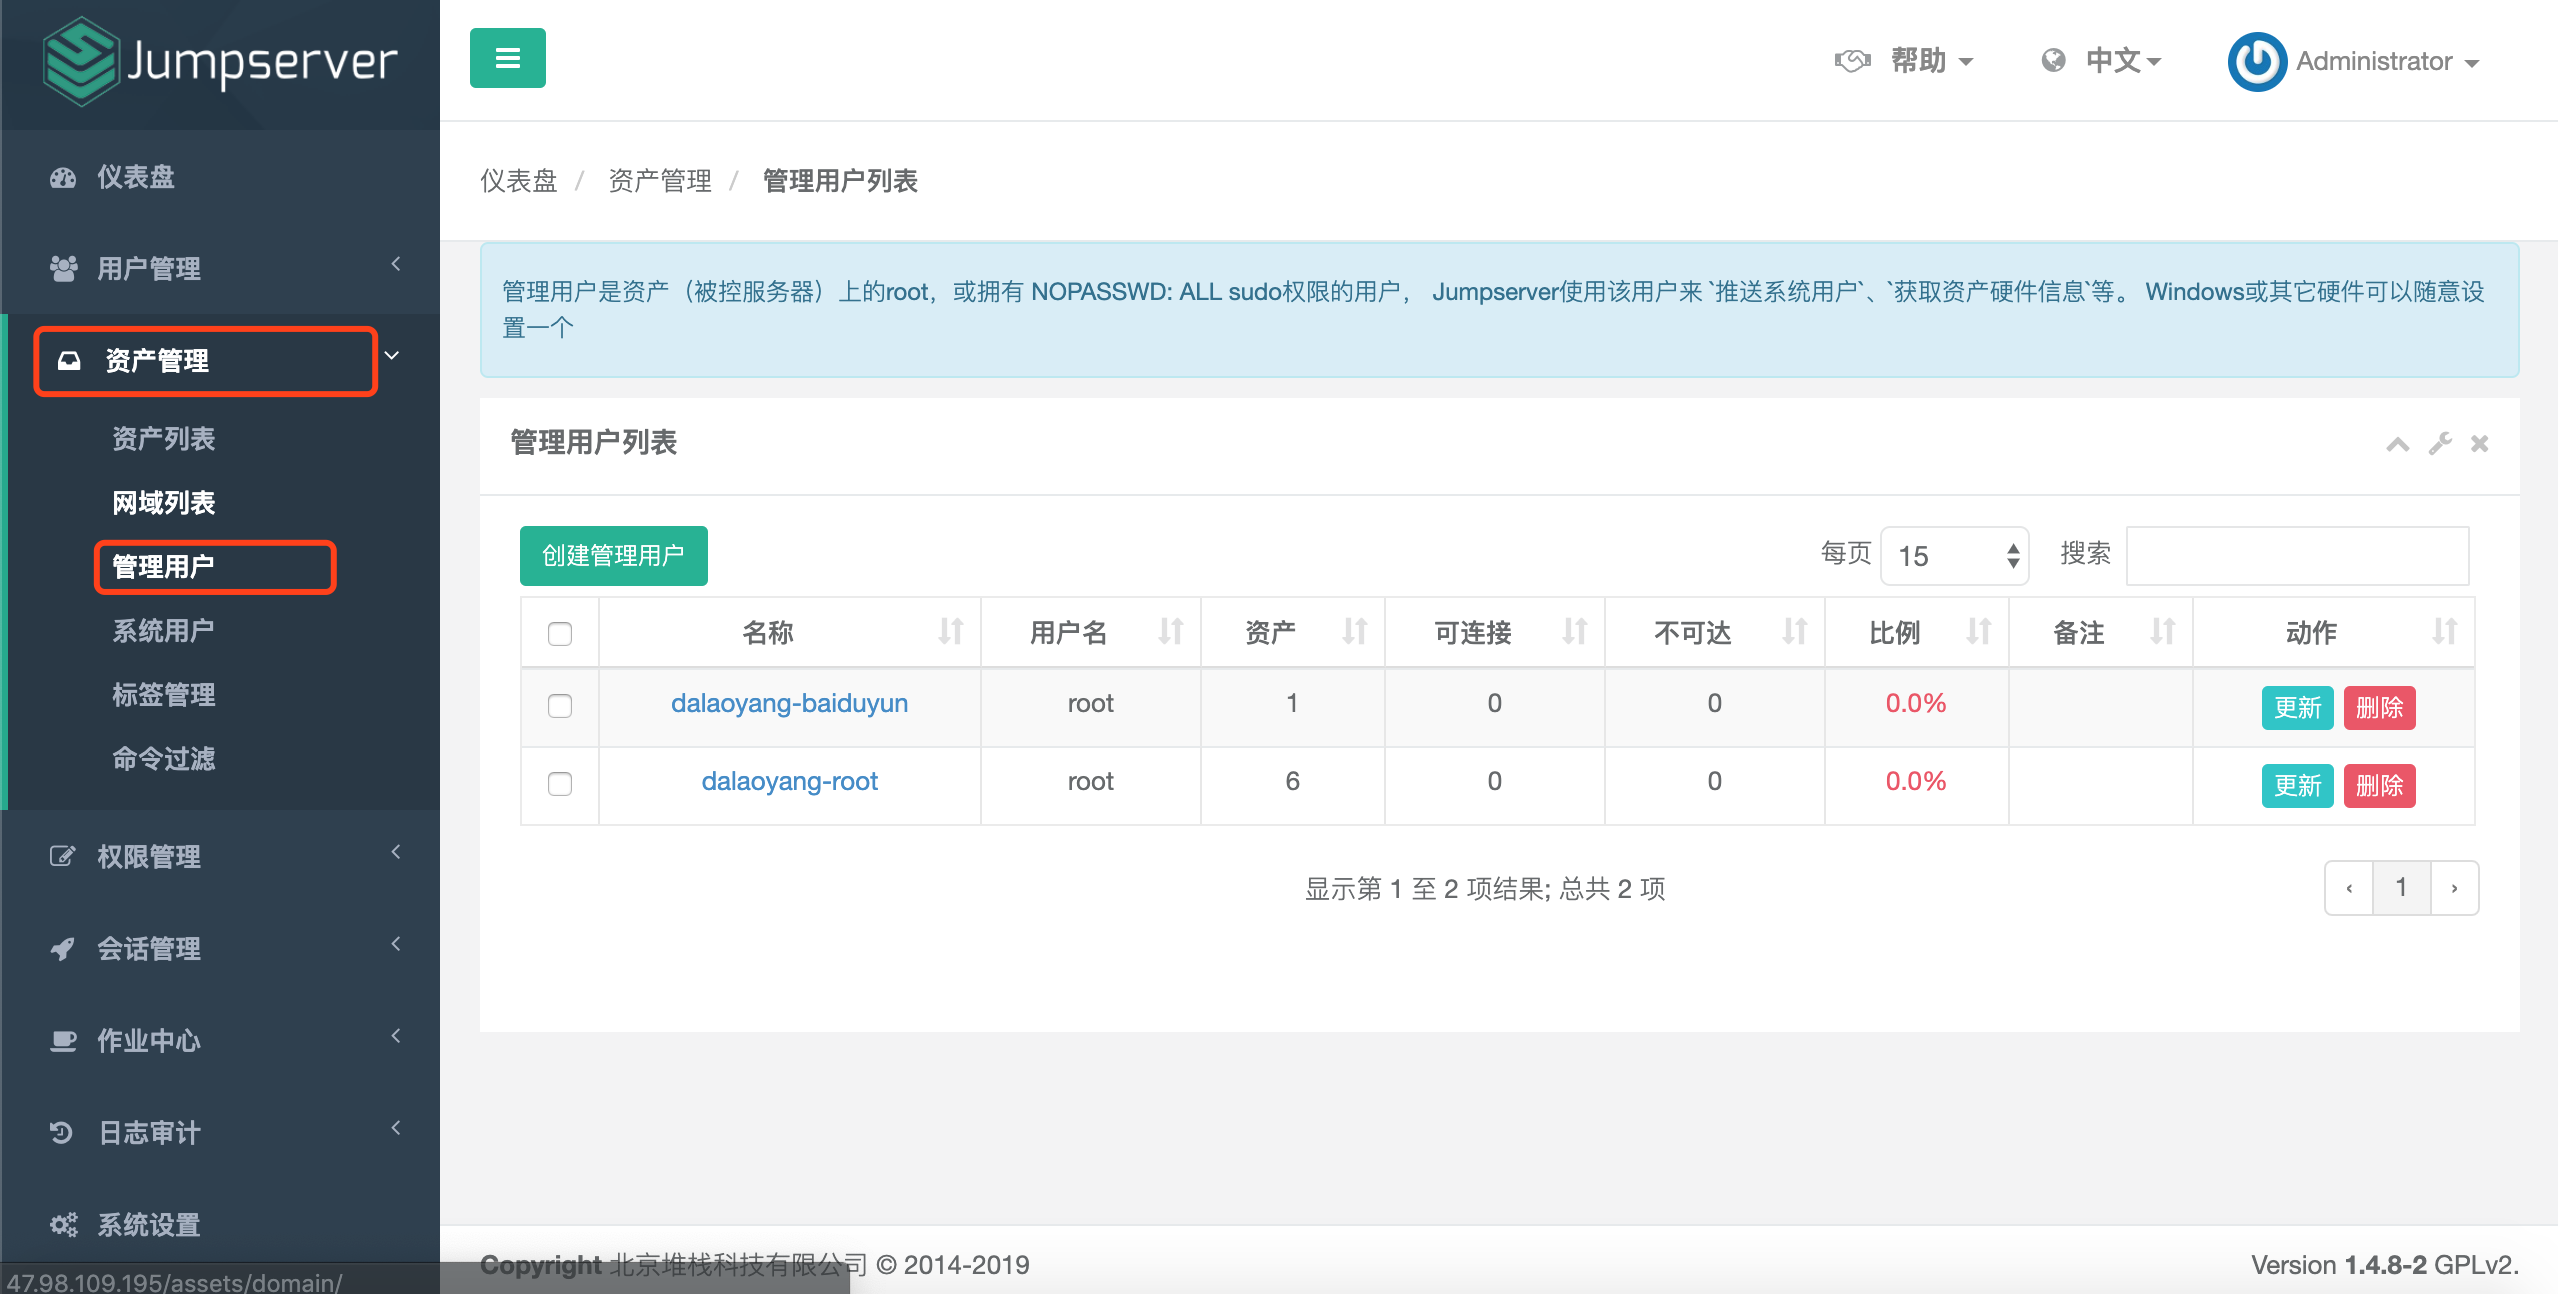 Jumpserver
帮助
中文
Administrator
仪表盘
用户管理
资产管理
资产列表
网域列表
管理用户
系统用户
标签管理
命令过滤
权限管理
会话管理
作业中心
日志审计
系统设置
47.98.109.195/assets/domain/
仪表盘 / 资产管理 / 管理用户列表
管理用户是资产（被控服务器）上的root，或拥有 NOPASSWD: ALL sudo权限的用户， Jumpserver使用该用户来 `推送系统用户`、`获取资产硬件信息`等。 Windows或其它硬件可以随意设
置一个
管理用户列表
创建管理用户 每页 15 搜索
名称 用户名 资产 可连接 不可达 比例 备注 动作
dalaoyang-baiduyun root 1 0 0 0.0% 更新 删除
dalaoyang-root root 6 0 0 0.0% 更新 删除
显示第 1 至 2 项结果; 总共 2 项
‹ 1 ›
Copyright 北京堆栈科技有限公司 © 2014-2019
Version 1.4.8-2 GPLv2.